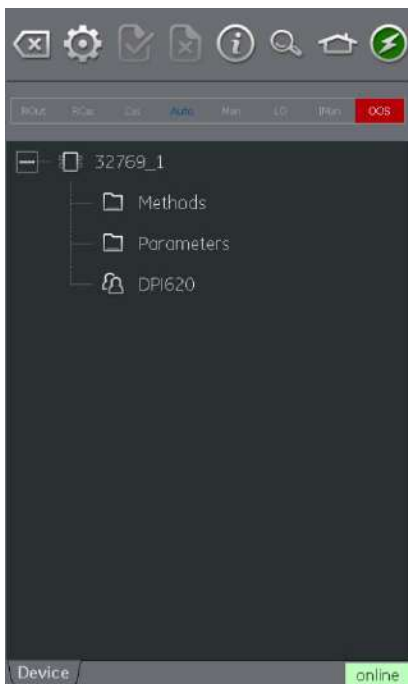 ROut RCas Cas Auto Man LO IMan OOS
32769_1
Methods
Parameters
DPI620
Device
online